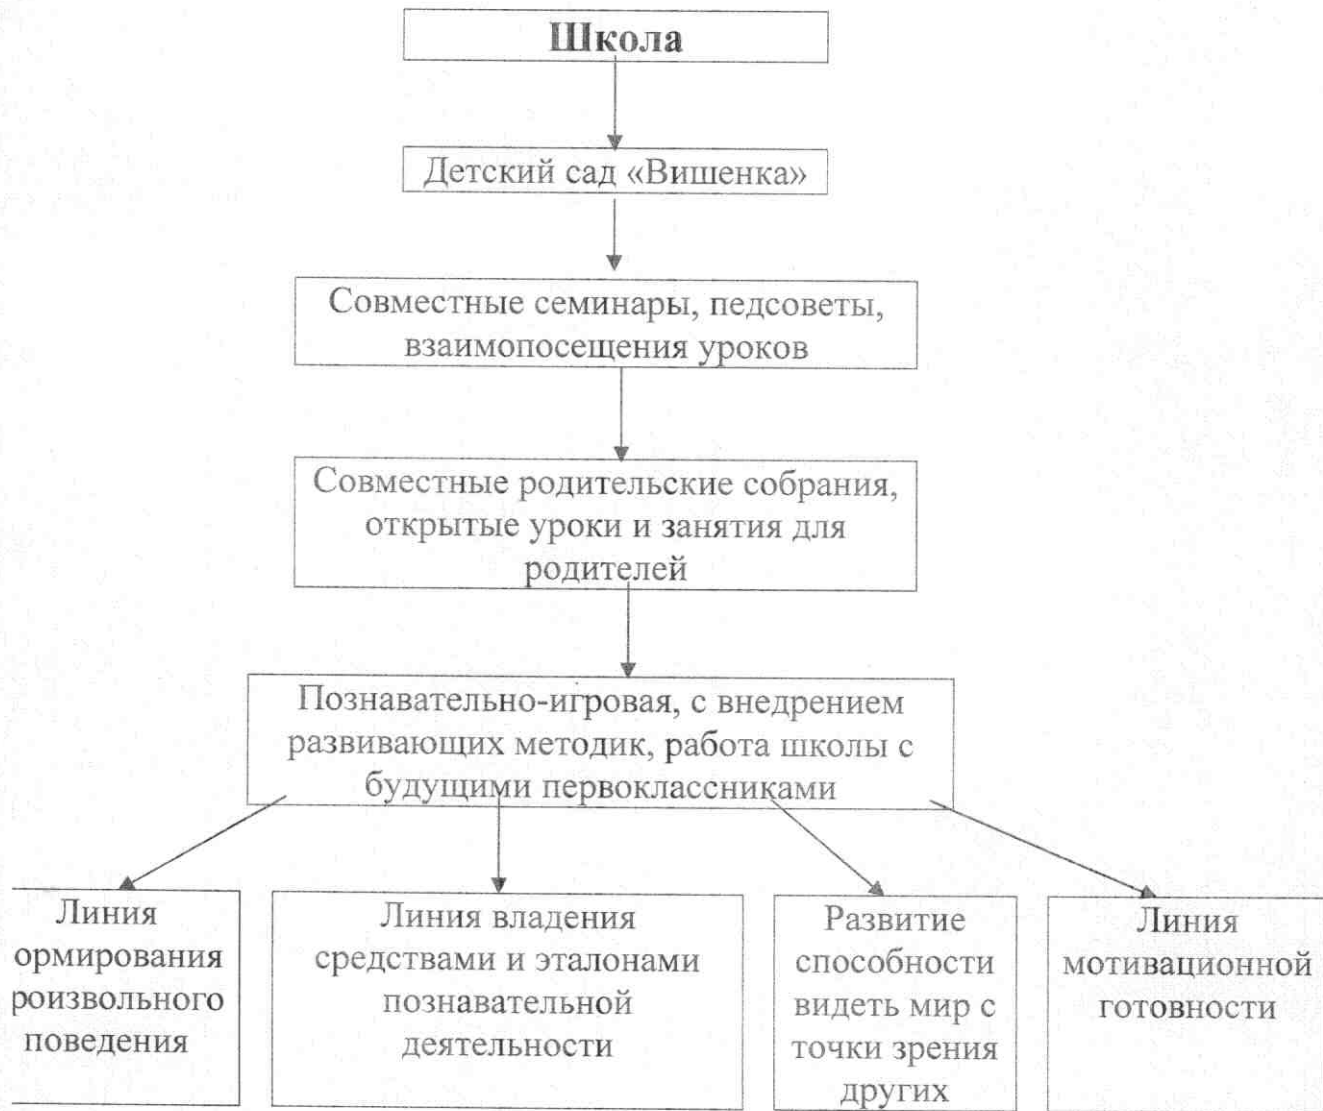 Школа
Детский сад «Вишенка»
Совместные семинары, педсоветы,
взаимопосещения уроков
Совместные родительские собрания,
открытые уроки и занятия для
родителей
Познавательно-игровая, с внедрением
развивающих методик, работа школы с
будущими первоклассниками
Линия
ормирования
роизвольного
поведения
Линия владения
средствами и эталонами
познавательной
деятельности
Развитие
способности
видеть мир с
точки зрения
других
Линия
мотивационной
готовности